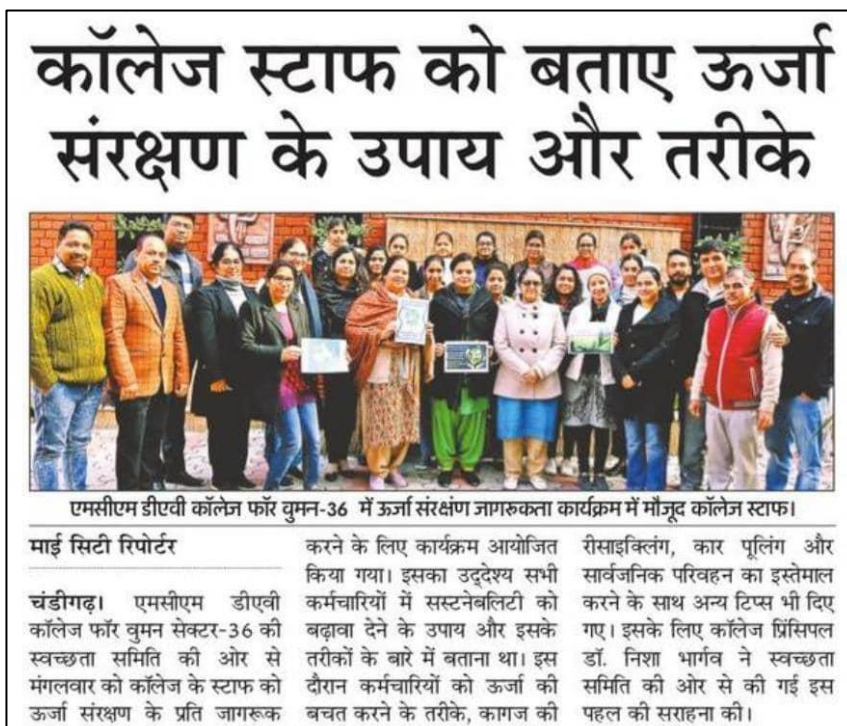 कॉलेज स्टाफ को बताए ऊर्जा
संरक्षण के उपाय और तरीके
एमसीएम डीएवी कॉलेज फॉर वुमन-36 में ऊर्जा संरक्षंण जागरूकता कार्यक्रम में मौजूद कॉलेज स्टाफ।
माई सिटी रिपोर्टर
चंडीगढ़। एमसीएम डीएवी
कॉलेज फॉर वुमन सेक्टर-36 की
स्वच्छता समिति की ओर से
मंगलवार को कॉलेज के स्टाफ को
ऊर्जा संरक्षण के प्रति जागरूक
करने के लिए कार्यक्रम आयोजित
किया गया। इसका उद्देश्य सभी
कर्मचारियों में सस्टनेबलिटी को
बढ़ावा देने के उपाय और इसके
तरीकों के बारे में बताना था। इस
दौरान कर्मचारियों को ऊर्जा की
बचत करने के तरीके, कागज की
रीसाइक्लिंग, कार पूलिंग और
सार्वजनिक परिवहन का इस्तेमाल
करने के साथ अन्य टिप्स भी दिए
गए। इसके लिए कॉलेज प्रिंसिपल
डॉ. निशा भार्गव ने स्वच्छता
समिति की ओर से की गई इस
पहल की सराहना की।